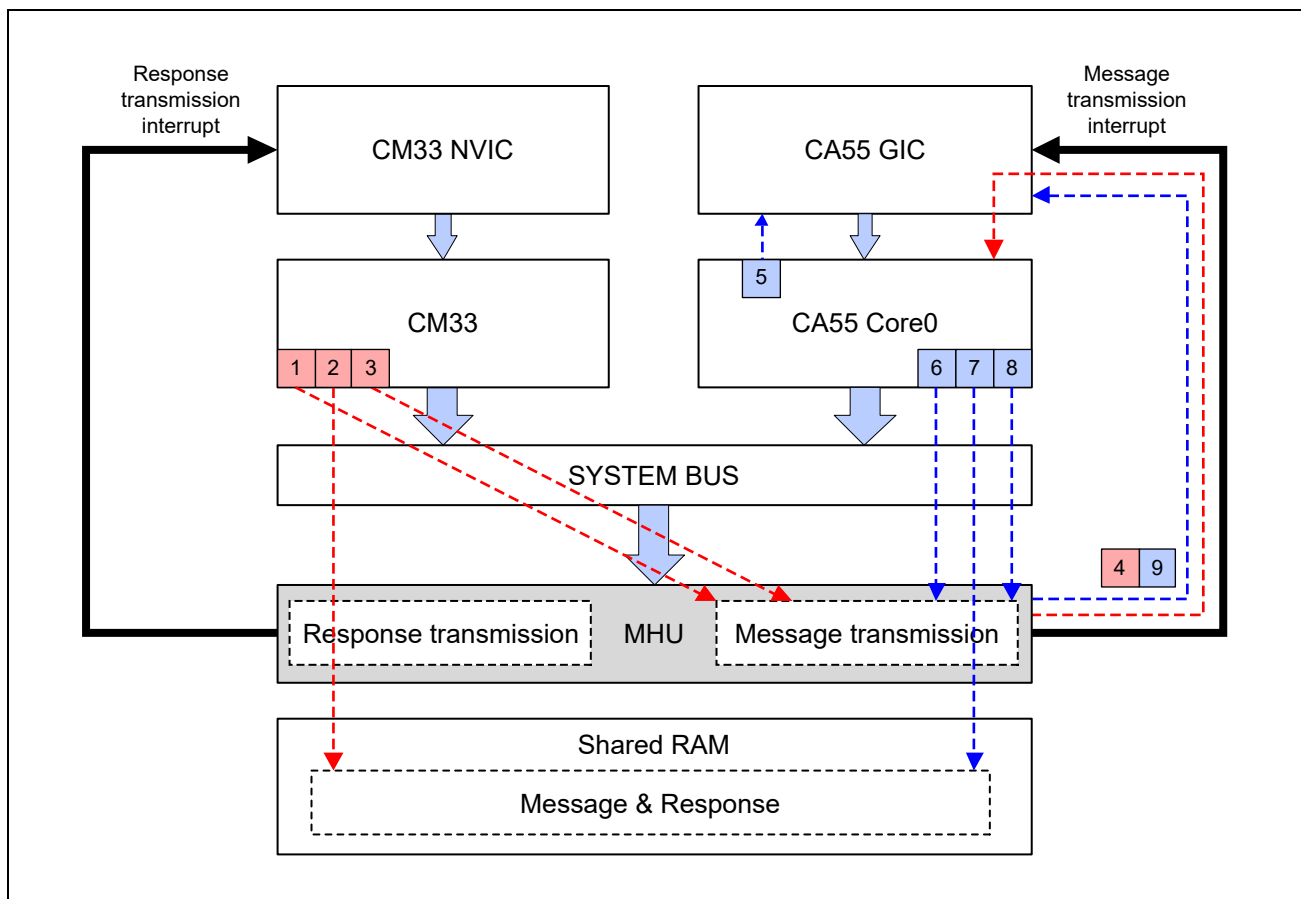 Response
transmission
interrupt
Message
transmission
interrupt
CM33 NVIC
CA55 GIC
5
CM33
CA55 Core0
1 2 3
6 7 8
SYSTEM BUS
4 9
Response transmission
MHU
Message transmission
Shared RAM
Message & Response